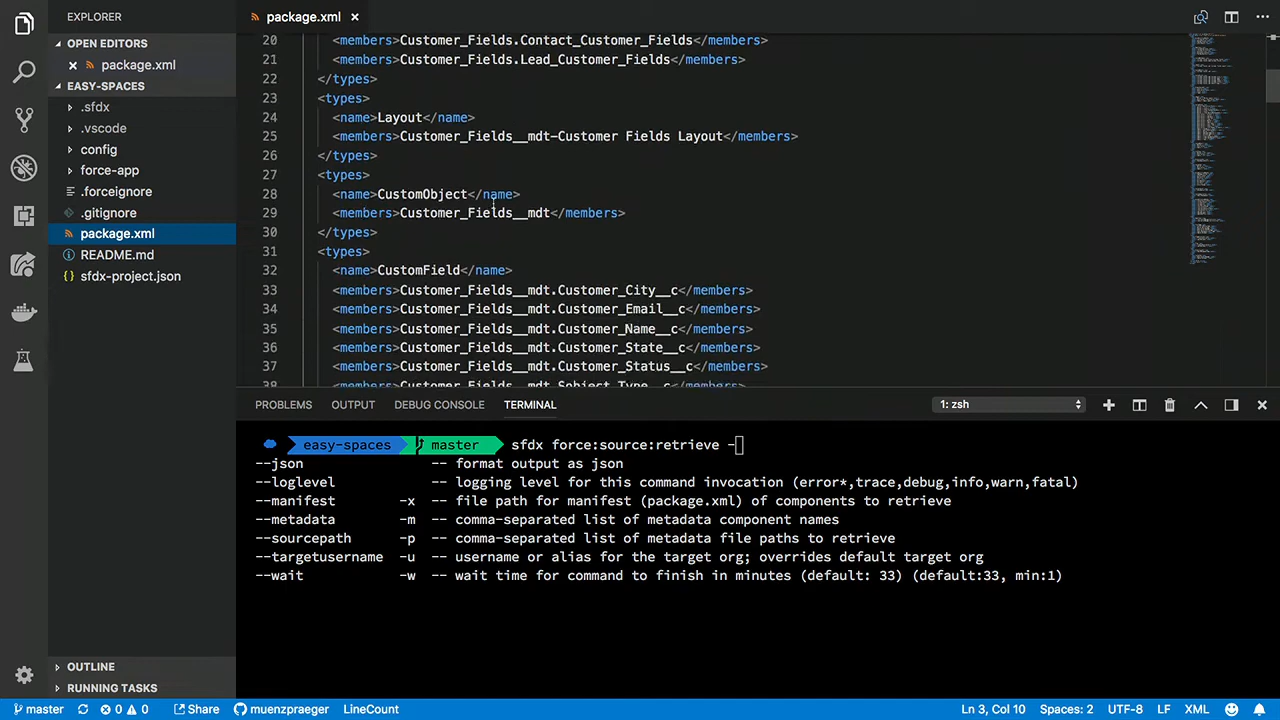 EXPLORER
OPEN EDITORS
package.xml
EASY-SPACES
.sfdx
.vscode
config
force-app
.forceignore
.gitignore
package.xml
README.md
sfdx-project.json
OUTLINE
RUNNING TASKS
package.xml
20 <members>Customer_Fields.Contact_Customer_Fields</members>
21 <members>Customer_Fields.Lead_Customer_Fields</members>
22 </types>
23 <types>
24 <name>Layout</name>
25 <members>Customer_Fields__mdt-Customer Fields Layout</members>
26 </types>
27 <types>
28 <name>CustomObject</name>
29 <members>Customer_Fields__mdt</members>
30 </types>
31 <types>
32 <name>CustomField</name>
33 <members>Customer_Fields__mdt.Customer_City__c</members>
34 <members>Customer_Fields__mdt.Customer_Email__c</members>
35 <members>Customer_Fields__mdt.Customer_Name__c</members>
36 <members>Customer_Fields__mdt.Customer_State__c</members>
37 <members>Customer_Fields__mdt.Customer_Status__c</members>
38 <members>Customer_Fields__mdt.Sobject_Type__c</members>
PROBLEMS OUTPUT DEBUG CONSOLE TERMINAL 1: zsh
easy-spaces master sfdx force:source:retrieve -
--json -- format output as json
--loglevel -- logging level for this command invocation (error*,trace,debug,info,warn,fatal)
--manifest -x -- file path for manifest (package.xml) of components to retrieve
--metadata -m -- comma-separated list of metadata component names
--sourcepath -p -- comma-separated list of metadata file paths to retrieve
--targetusername -u -- username or alias for the target org; overrides default target org
--wait -w -- wait time for command to finish in minutes (default: 33) (default:33, min:1)
master 0 0 Share muenzpraeger LineCount Ln 3, Col 10 Spaces: 2 UTF-8 LF XML